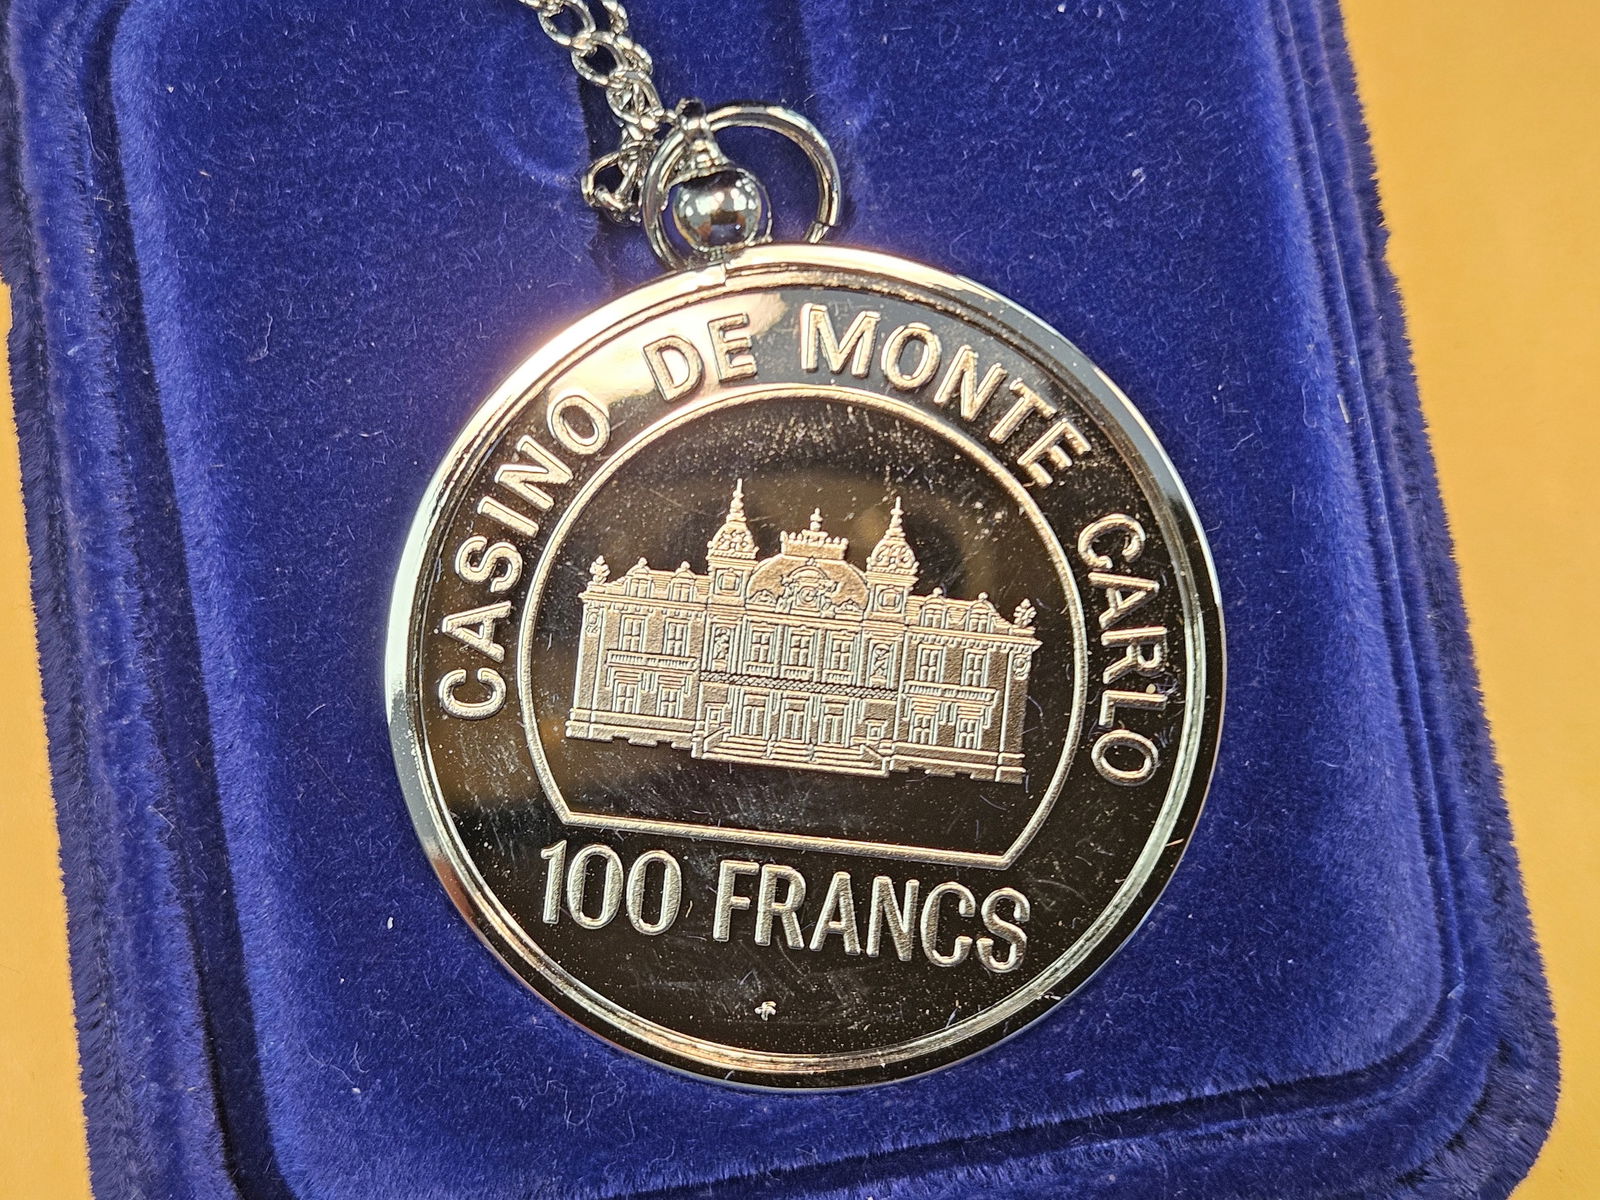 CASINO DE MONTE CARLO
100 FRANCS